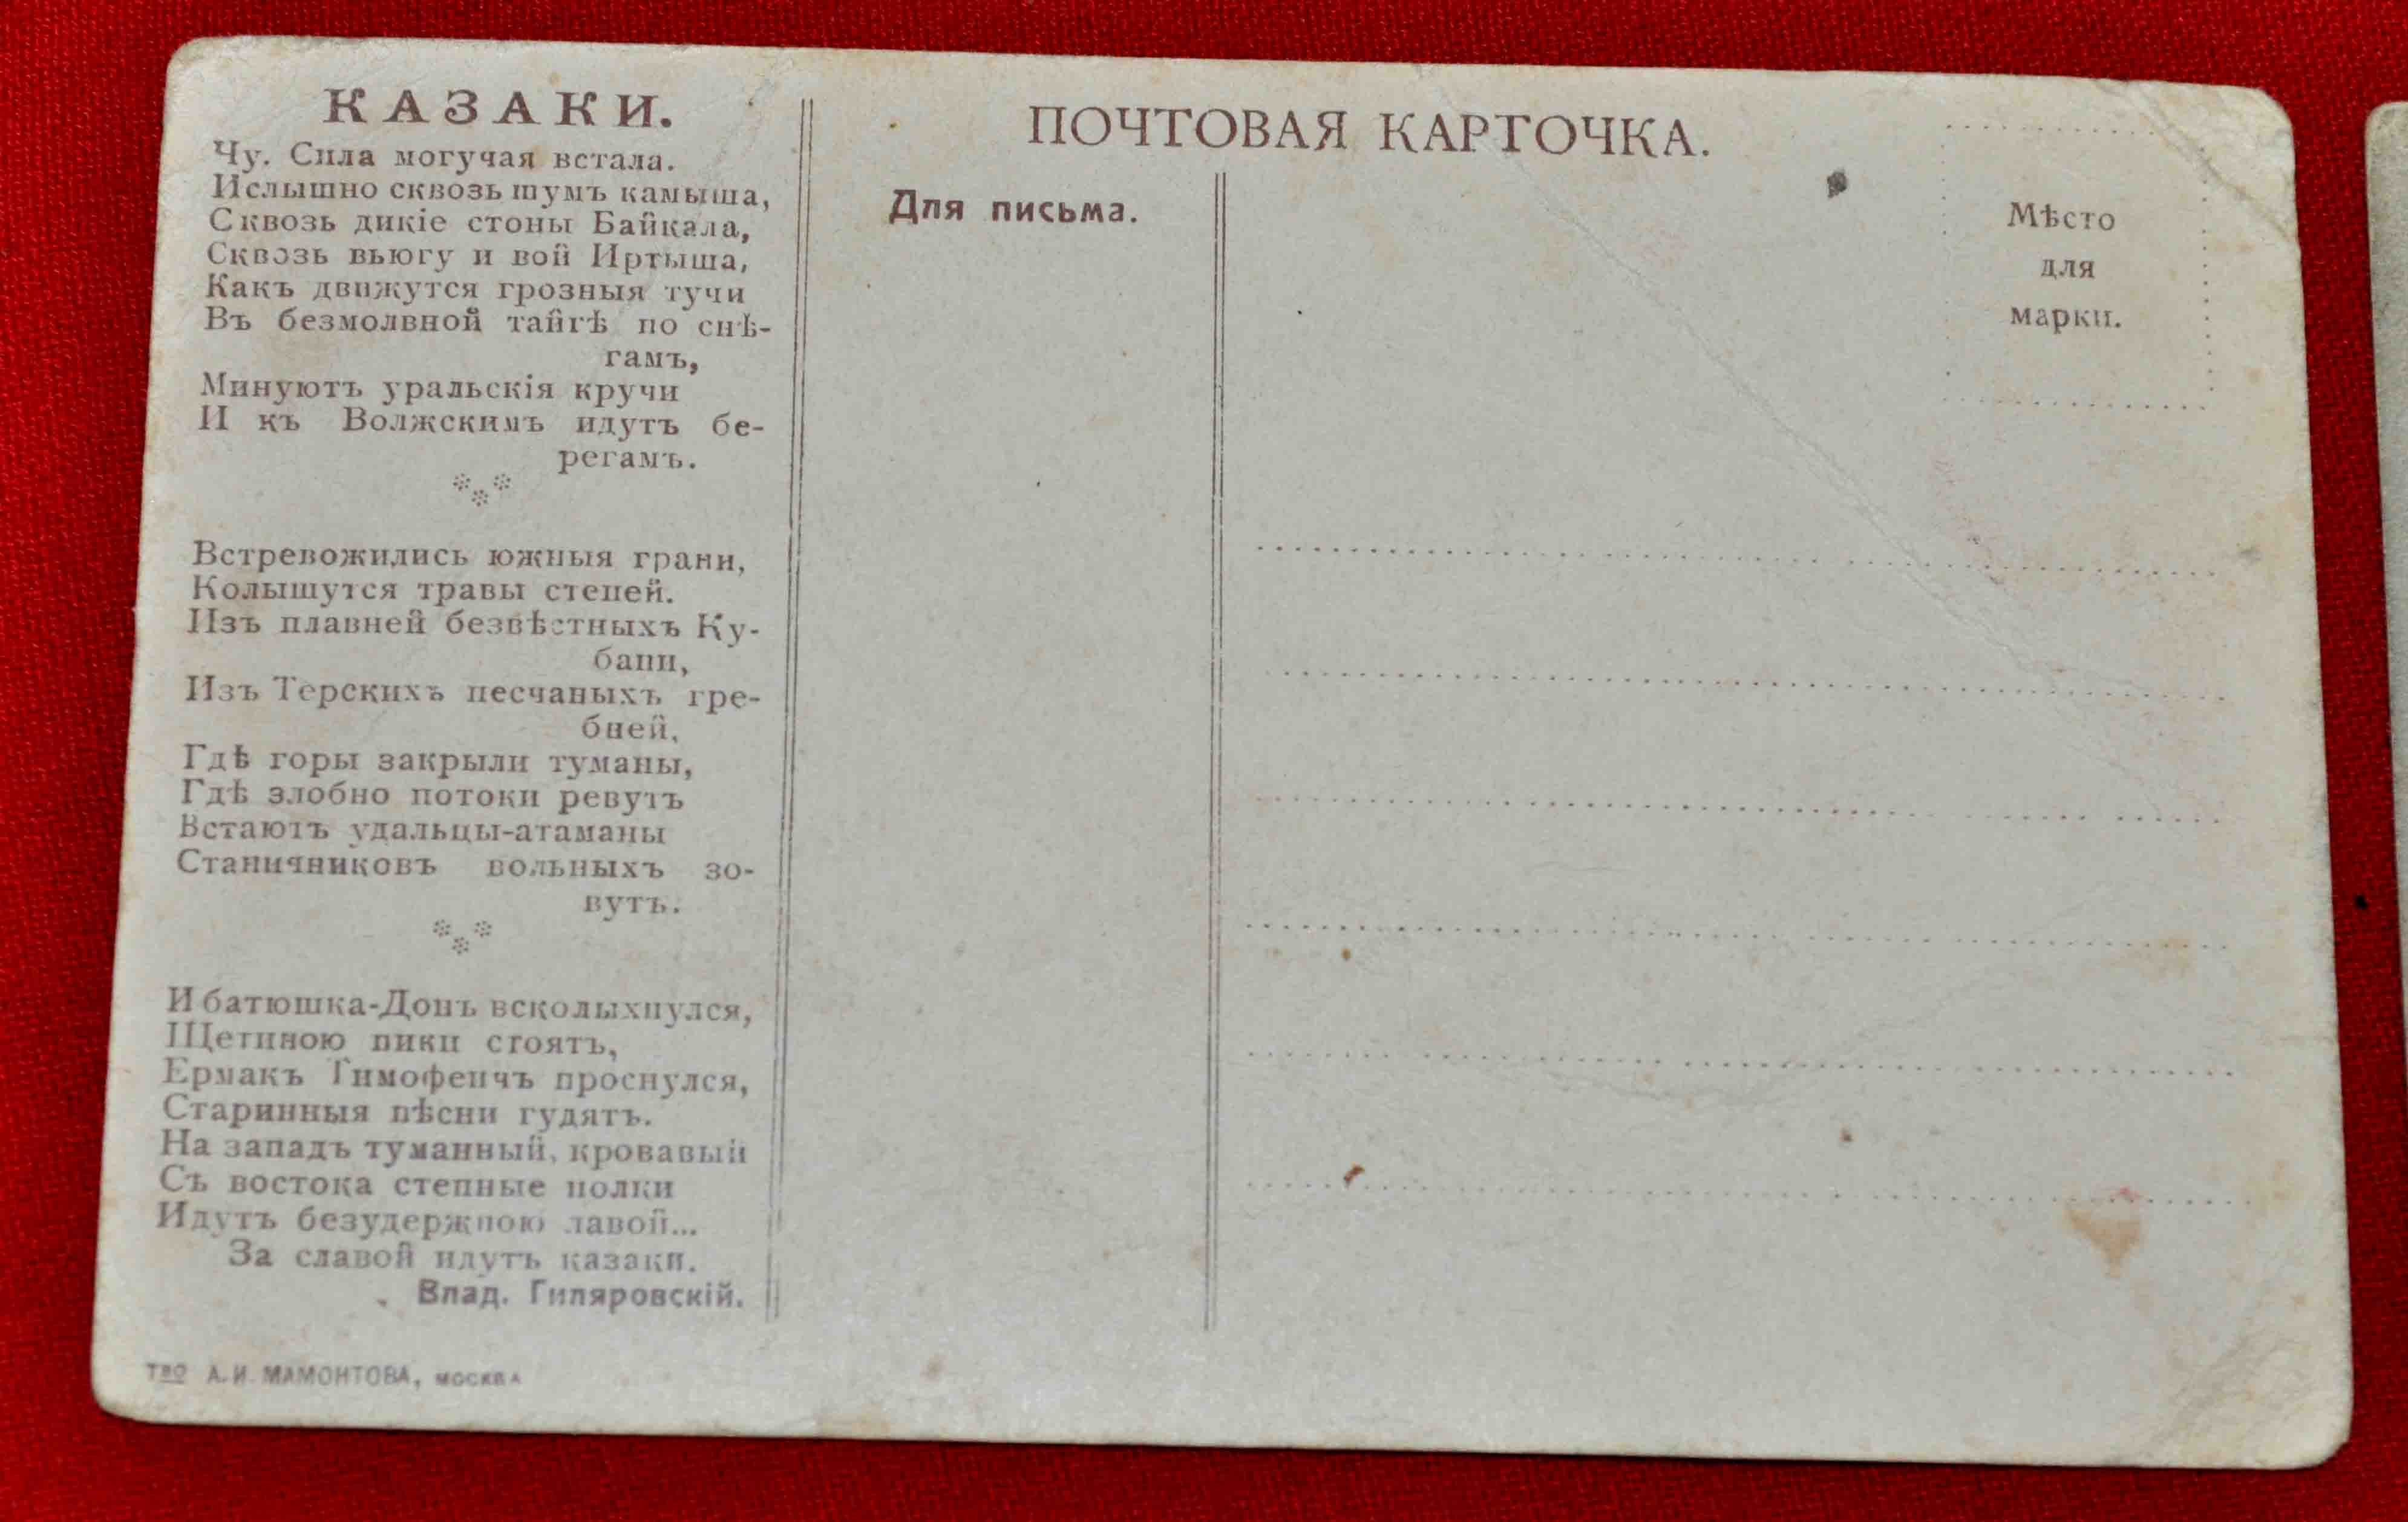 КАЗАКИ.
Чу. Сила могучая встала.
Ислышно сквозь шумъ камыша,
Сквозь дикіе стоны Байкала,
Сквозь вьюгу и вой Иртыша,
Какъ движутся грозныя тучи
Въ безмолвной тайгѣ по снѣ-
гамъ,
Минуютъ уральскія кручи
И къ Волжскимъ идутъ бе-
регамъ.
Встревожились южныя грани,
Колышутся травы степей.
Изъ плавней безвѣстныхъ Ку-
бани,
Изъ Терскихъ песчаныхъ гре-
бней,
Гдѣ горы закрыли туманы,
Гдѣ злобно потоки ревутъ
Встаютъ удальцы-атаманы
Станичниковъ вольныхъ зо-
вутъ.
И батюшка-Донъ всколыхнулся,
Щетиною пики стоятъ,
Ермакъ Тимофеичъ проснулся,
Старинныя пѣсни гудятъ.
На западъ туманный, кровавый
Съ востока степные полки
Идутъ безудержною лавой...
За славой идутъ казаки.
Влад. Гиляровскій.
Тво А. И. МАМОНТОВА, МОСКВА
ПОЧТОВАЯ КАРТОЧКА.
Для письма.
Мѣсто
для
марки.